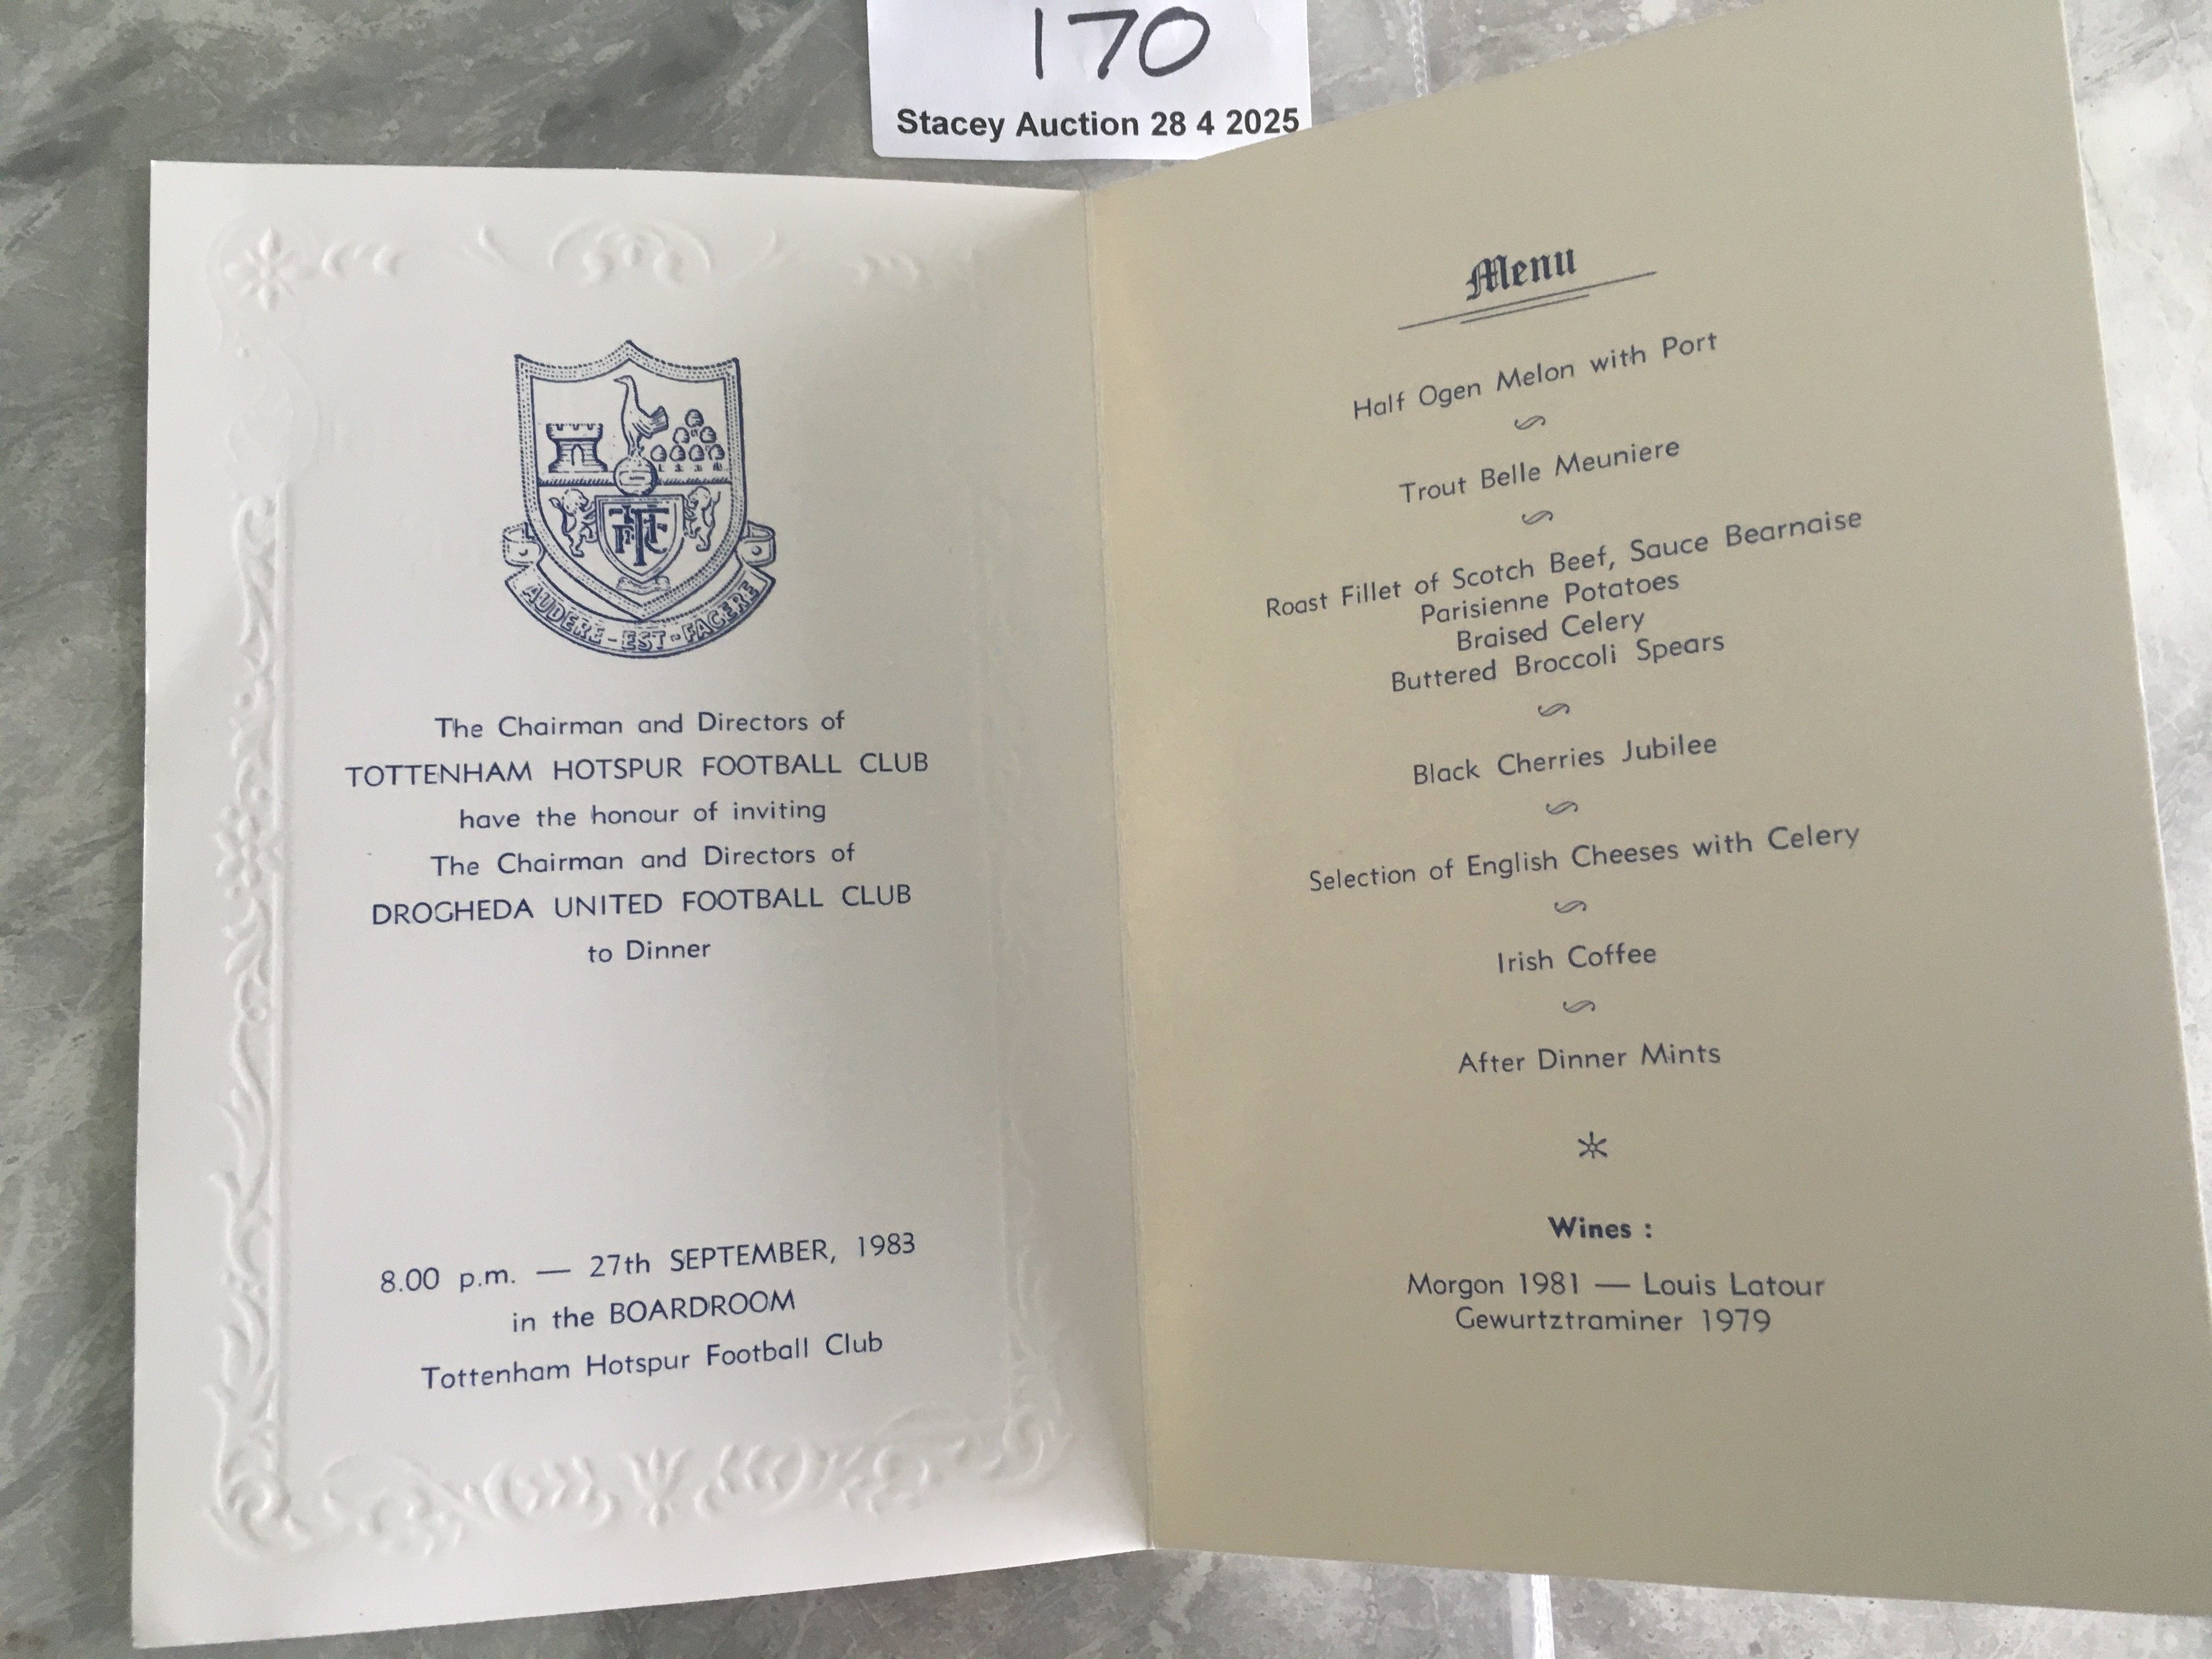 170
Stacey Auction 28 4 2025
AUDERE - EST - FACERE
The Chairman and Directors of
TOTTENHAM HOTSPUR FOOTBALL CLUB
have the honour of inviting
The Chairman and Directors of
DROGHEDA UNITED FOOTBALL CLUB
to Dinner
8.00 p.m. — 27th SEPTEMBER, 1983
in the BOARDROOM
Tottenham Hotspur Football Club
Menu
Half Ogen Melon with Port
Trout Belle Meuniere
Roast Fillet of Scotch Beef, Sauce Bearnaise
Parisienne Potatoes
Braised Celery
Buttered Broccoli Spears
Black Cherries Jubilee
Selection of English Cheeses with Celery
Irish Coffee
After Dinner Mints
Wines :
Morgon 1981 — Louis Latour
Gewurtztraminer 1979